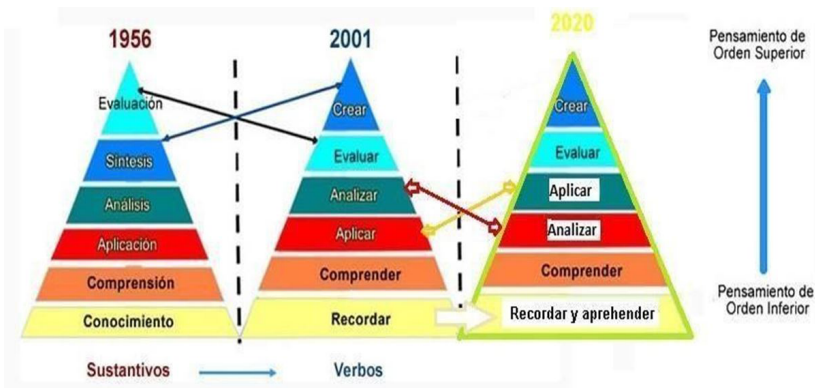 1956
2001
2020
Pensamiento de
Orden Superior
Evaluación
Síntesis
Análisis
Aplicación
Comprensión
Conocimiento
Crear
Evaluar
Analizar
Aplicar
Comprender
Recordar
Crear
Evaluar
Aplicar
Analizar
Comprender
Recordar y aprehender
Pensamiento de
Orden Inferior
Sustantivos
Verbos